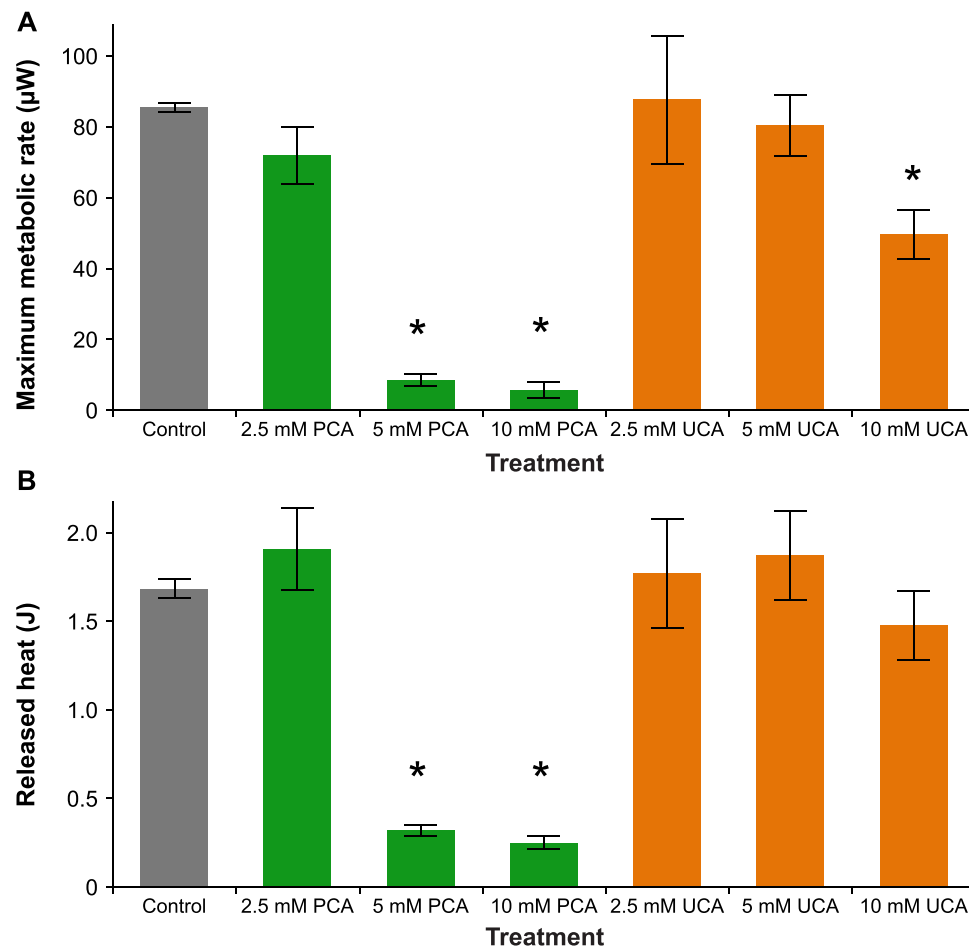 A
Maximum metabolic rate (µW)
100
80
60
40
20
0
*
*
*
Control
2.5 mM PCA
5 mM PCA
10 mM PCA
2.5 mM UCA
5 mM UCA
10 mM UCA
Treatment
B
Released heat (J)
2.0
1.5
1.0
0.5
0
*
*
Control
2.5 mM PCA
5 mM PCA
10 mM PCA
2.5 mM UCA
5 mM UCA
10 mM UCA
Treatment